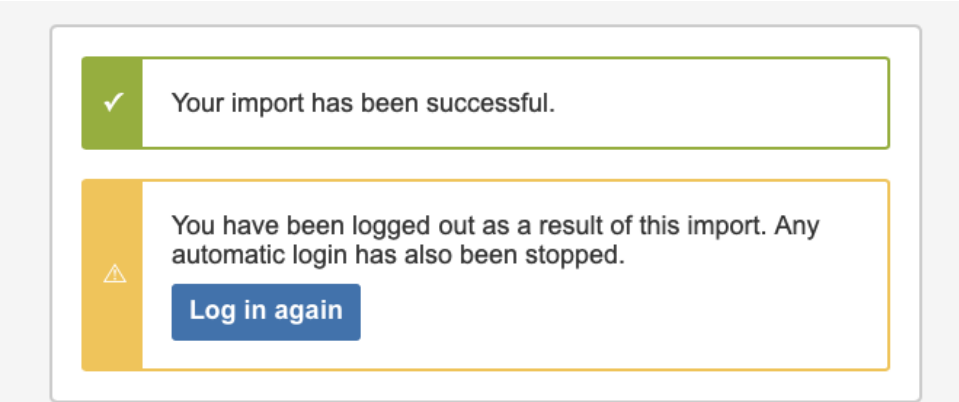 Your import has been successful.
You have been logged out as a result of this import. Any
automatic login has also been stopped.
Log in again